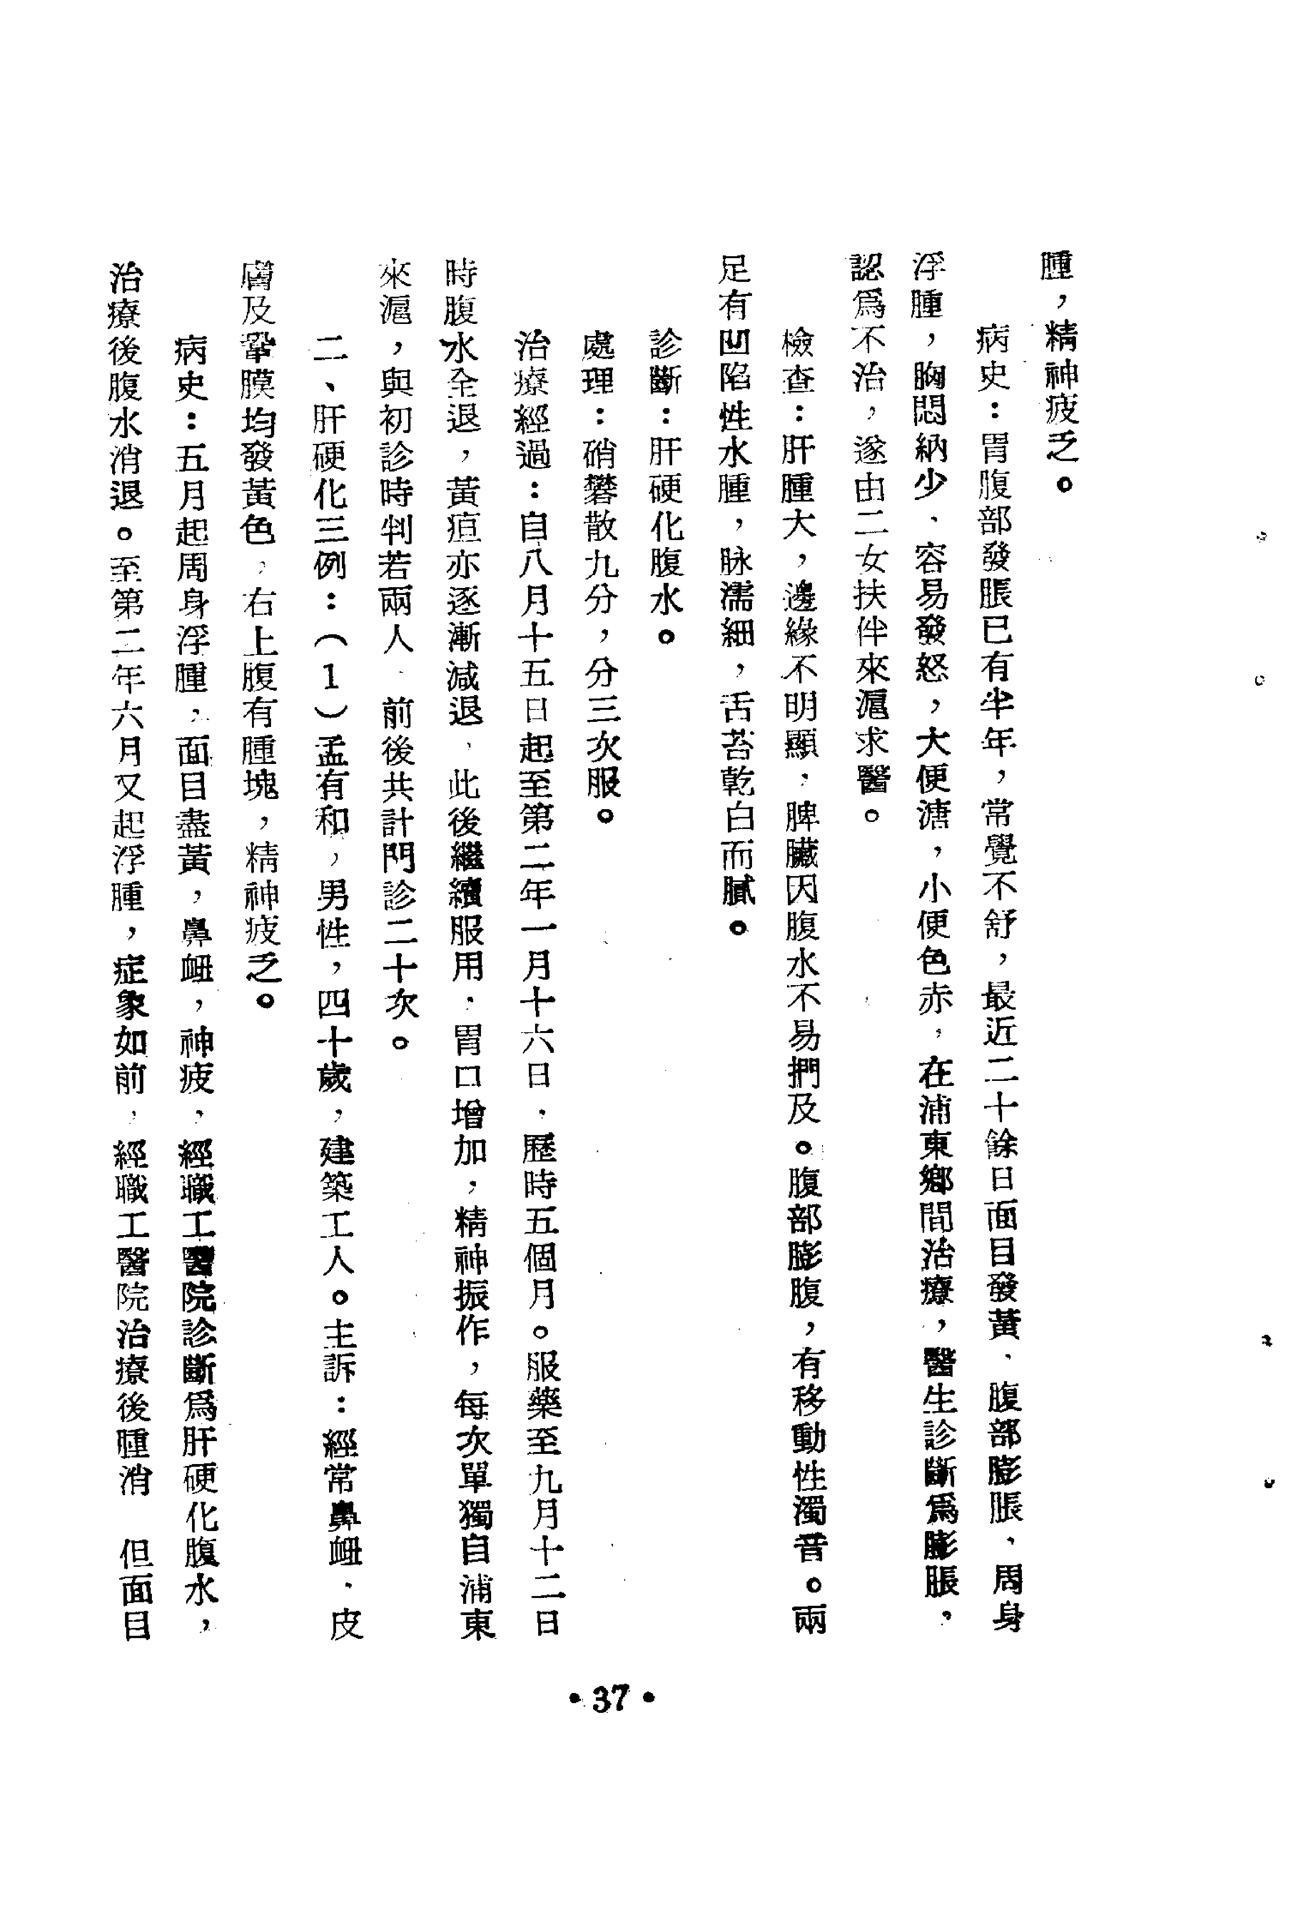 腫，精神疲乏。
病史：胃腹部發脹已有半年，常覺不舒，最近二十餘日面目發黃、腹部膨脹、周身
浮腫，胸悶納少、容易發怒，大便溏，小便色赤，在浦東鄉間治療，醫生診斷爲膨脹，
認爲不治，遂由二女扶伴來滬求醫。
檢查：肝腫大，邊緣不明顯，脾臟因腹水不易捫及。腹部膨腹，有移動性濁音。兩
足有凹陷性水腫，脉濡細，舌苔乾白而膩。
診斷：肝硬化腹水。
處理：硝礬散九分，分三次服。
治療經過：自八月十五日起至第二年一月十六日，歷時五個月。服藥至九月十二日
時腹水全退，黃疸亦逐漸減退，此後繼續服用，胃口增加，精神振作，每次單獨自浦東
來滬，與初診時判若兩人、前後共計門診二十次。
二、肝硬化三例：（1）孟有和，男性，四十歲，建築工人。主訴：經常鼻衄、皮
膚及鞏膜均發黃色，右上腹有腫塊，精神疲乏。
病史：五月起周身浮腫，面目盡黃，鼻衄，神疲，經職工醫院診斷爲肝硬化腹水，
治療後腹水消退。至第二年六月又起浮腫，症象如前，經職工醫院治療後腫消　但面目
•37•